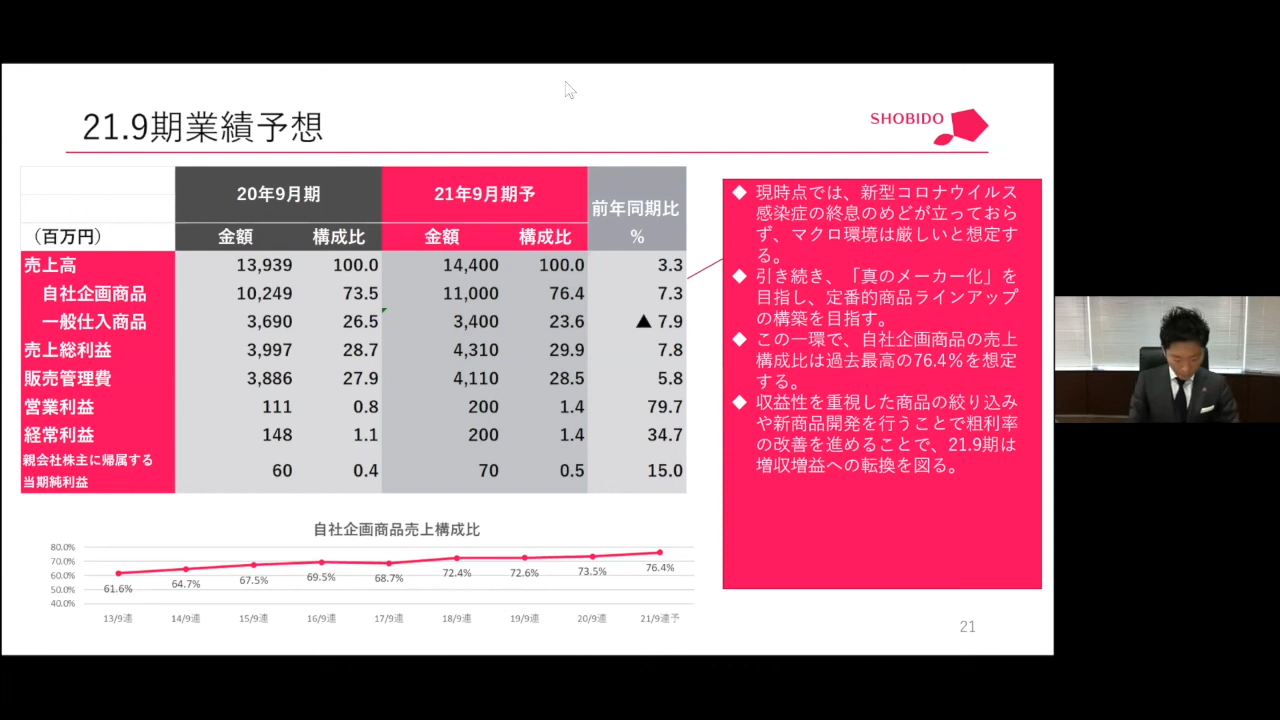 21.9期業績予想
SHOBIDO
20年9月期 21年9月期予 前年同期比
（百万円） 金額 構成比 金額 構成比 %
売上高 13,939 100.0 14,400 100.0 3.3
自社企画商品 10,249 73.5 11,000 76.4 7.3
一般仕入商品 3,690 26.5 3,400 23.6 ▲ 7.9
売上総利益 3,997 28.7 4,310 29.9 7.8
販売管理費 3,886 27.9 4,110 28.5 5.8
営業利益 111 0.8 200 1.4 79.7
経常利益 148 1.1 200 1.4 34.7
親会社株主に帰属する
当期純利益 60 0.4 70 0.5 15.0
◆ 現時点では、新型コロナウイルス
感染症の終息のめどが立っておら
ず、マクロ環境は厳しいと想定す
る。
◆ 引き続き、「真のメーカー化」を
目指し、定番的商品ラインアップ
の構築を目指す。
◆ この一環で、自社企画商品の売上
構成比は過去最高の76.4％を想定
する。
◆ 収益性を重視した商品の絞り込み
や新商品開発を行うことで粗利率
の改善を進めることで、21.9期は
増収増益への転換を図る。
自社企画商品売上構成比
80.0%
70.0%
60.0%
50.0%
40.0%
61.6% 64.7% 67.5% 69.5% 68.7% 72.4% 72.6% 73.5% 76.4%
13/9連 14/9連 15/9連 16/9連 17/9連 18/9連 19/9連 20/9連 21/9連予
21